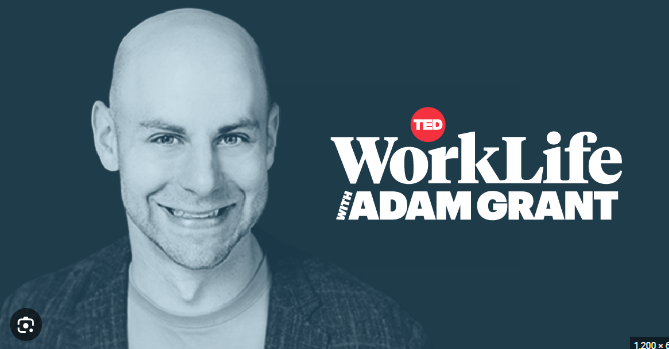 TED
WorkLife
WITH ADAM GRANT
1,200 × 6